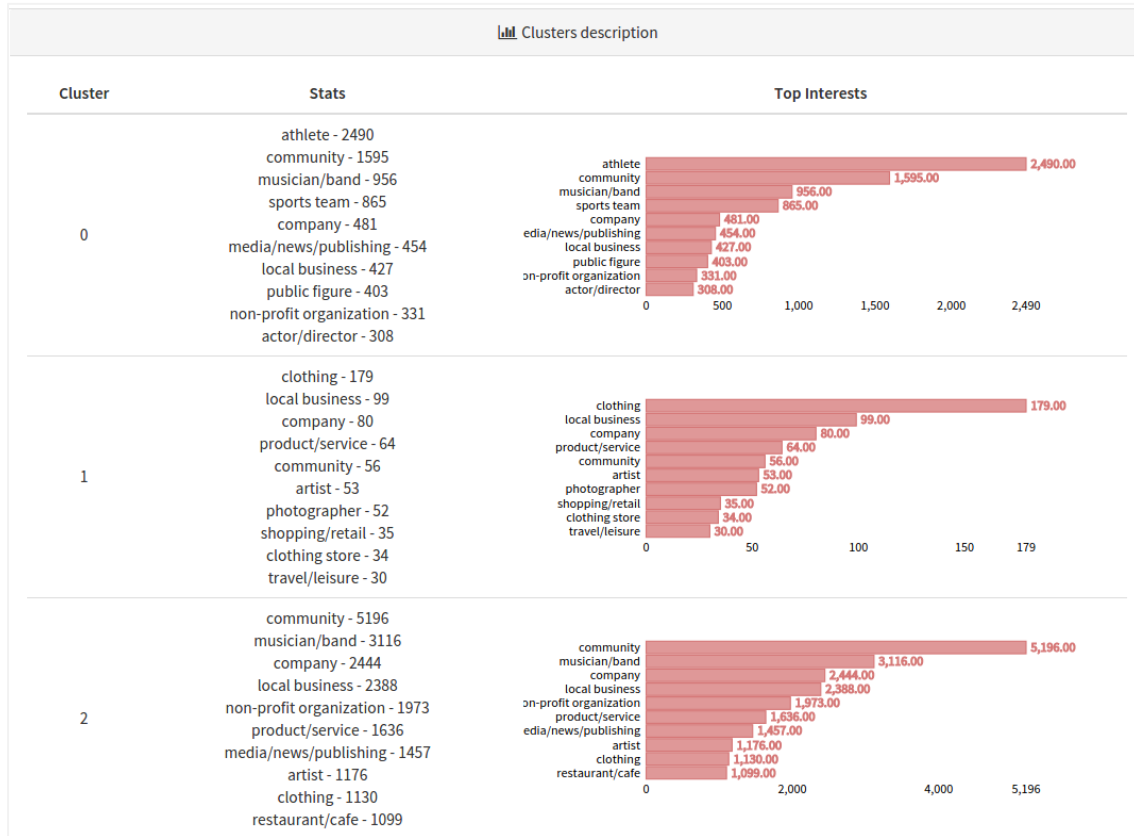 Clusters description
Cluster Stats Top Interests
0
athlete - 2490
community - 1595
musician/band - 956
sports team - 865
company - 481
media/news/publishing - 454
local business - 427
public figure - 403
non-profit organization - 331
actor/director - 308
athlete 2,490.00
community 1,595.00
musician/band 956.00
sports team 865.00
company 481.00
edia/news/publishing 454.00
local business 427.00
public figure 403.00
on-profit organization 331.00
actor/director 308.00
0 500 1,000 1,500 2,000 2,490
1
clothing - 179
local business - 99
company - 80
product/service - 64
community - 56
artist - 53
photographer - 52
shopping/retail - 35
clothing store - 34
travel/leisure - 30
clothing 179.00
local business 99.00
company 80.00
product/service 64.00
community 56.00
artist 53.00
photographer 52.00
shopping/retail 35.00
clothing store 34.00
travel/leisure 30.00
0 50 100 150 179
2
community - 5196
musician/band - 3116
company - 2444
local business - 2388
non-profit organization - 1973
product/service - 1636
media/news/publishing - 1457
artist - 1176
clothing - 1130
restaurant/cafe - 1099
community 5,196.00
musician/band 3,116.00
company 2,444.00
local business 2,388.00
on-profit organization 1,973.00
product/service 1,636.00
edia/news/publishing 1,457.00
artist 1,176.00
clothing 1,130.00
restaurant/cafe 1,099.00
0 2,000 4,000 5,196